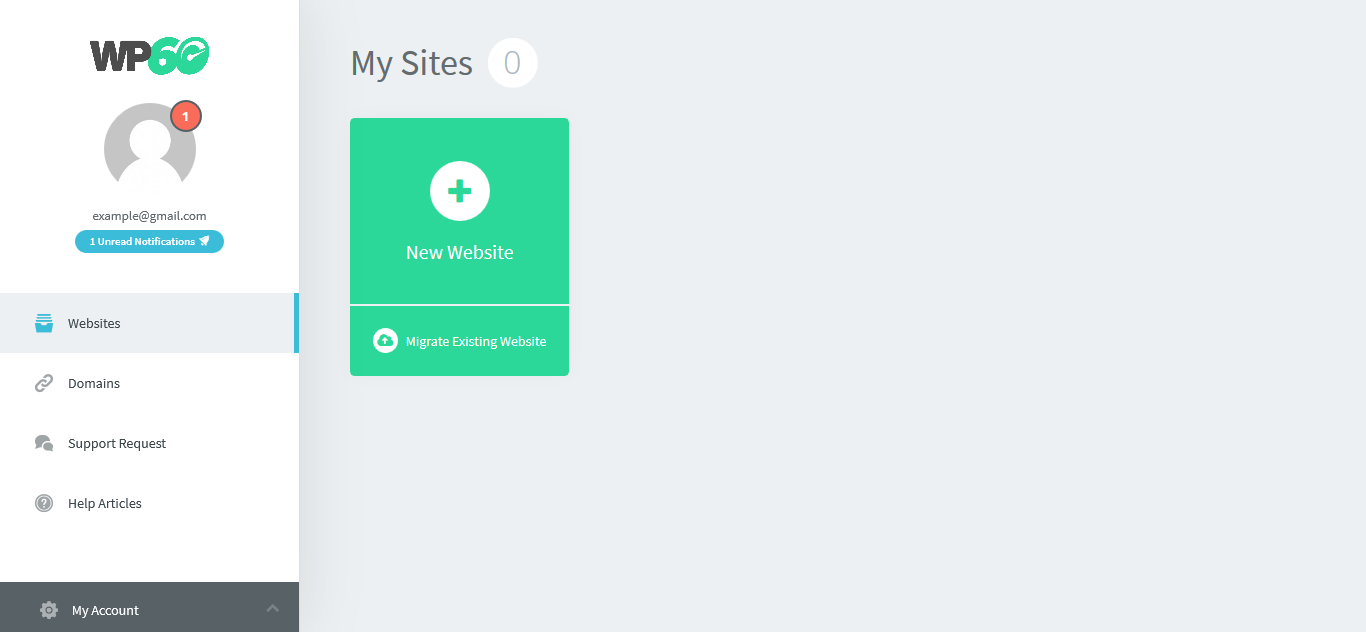 WP60
1
example@gmail.com
1 Unread Notifications
Websites
Domains
Support Request
Help Articles
My Account
My Sites 0
New Website
Migrate Existing Website